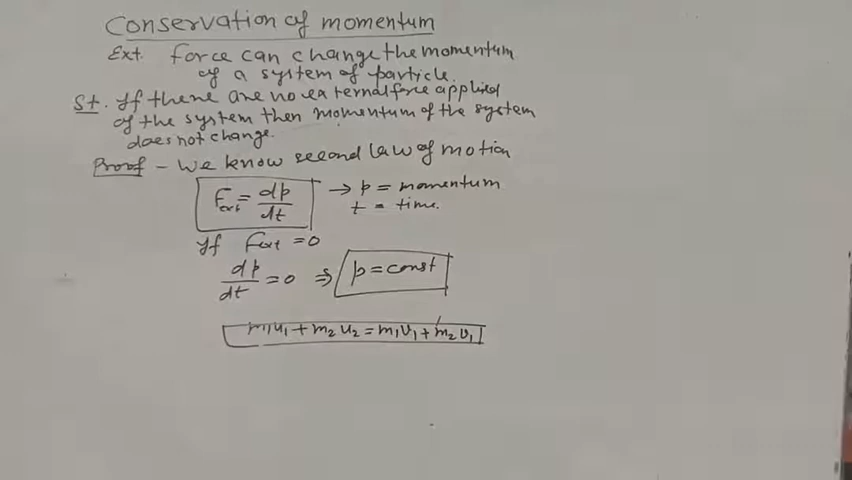 Conservation of momentum
Ext. force can change the momentum
of a system of particle.
St. If there are no external force applied
of the system then momentum of the system
does not change.
Proof - We know second law of motion
Fext = dp/dt → p = momentum
t = time.
If Fext = 0
dp/dt = 0 ⇒ p = const
m1u1 + m2u2 = m1v1 + m2v1